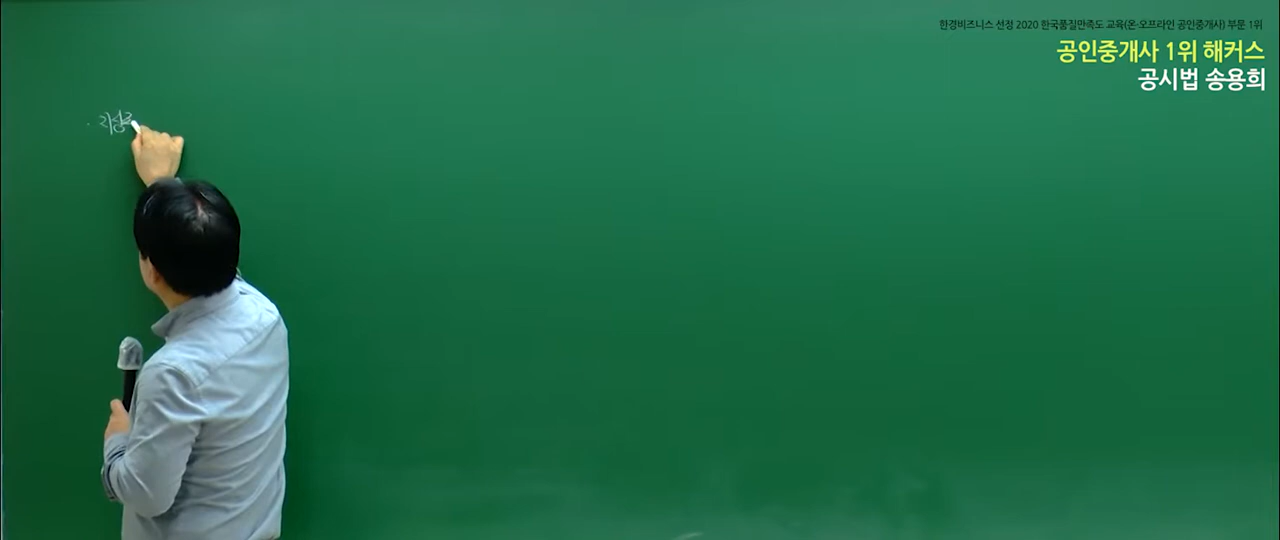 한경비즈니스 선정 2020 한국품질만족도 교육(온·오프라인 공인중개사) 부문 1위
공인중개사 1위 해커스
공시법 송용희